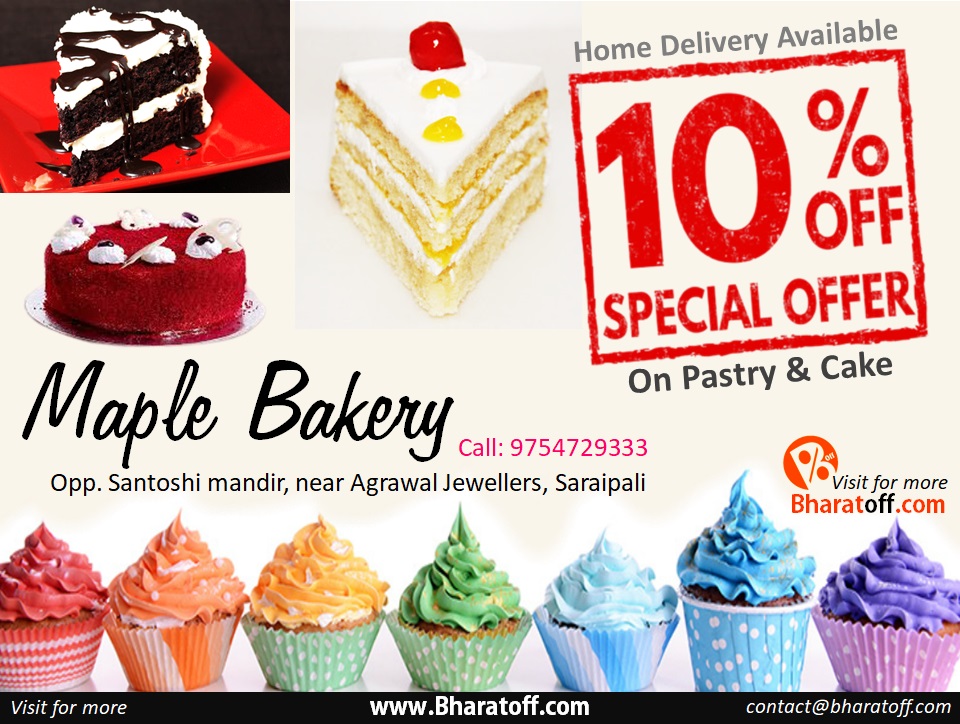 Home Delivery Available
10%
OFF
SPECIAL OFFER
On Pastry & Cake
Maple Bakery
Call: 9754729333
Opp. Santoshi mandir, near Agrawal Jewellers, Saraipali
% off
Visit for more
Bharatoff.com
Visit for more
www.Bharatoff.com
contact@bharatoff.com